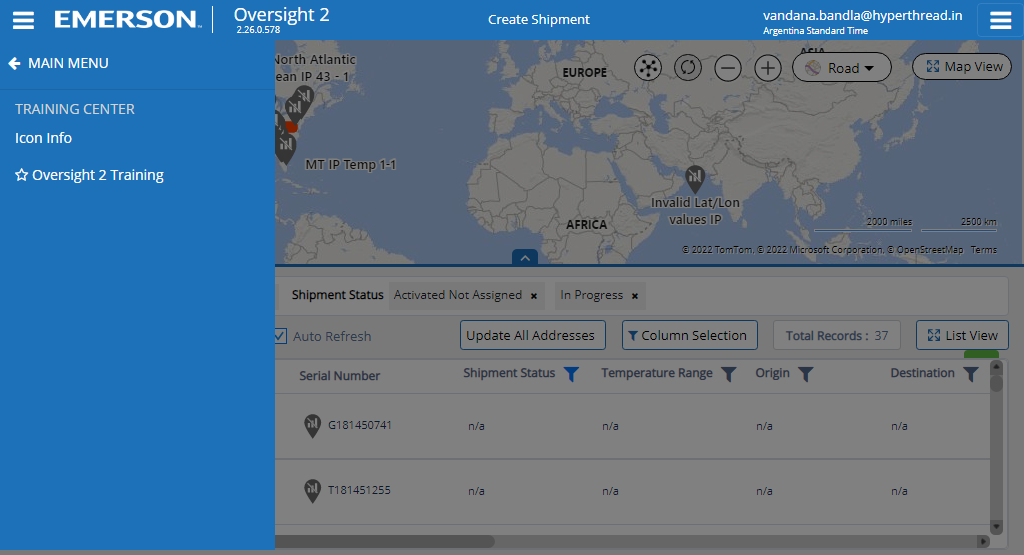 EMERSON
Oversight 2
2.26.0.578
Create Shipment
vandana.bandla@hyperthread.in
Argentina Standard Time
MAIN MENU
TRAINING CENTER
Icon Info
Oversight 2 Training
North Atlantic
ean IP 43 - 1
MT IP Temp 1-1
EUROPE
ASIA
AFRICA
Invalid Lat/Lon
values IP
Road
Map View
2000 miles
2500 km
© 2022 TomTom, © 2022 Microsoft Corporation, © OpenStreetMap Terms
Shipment Status Activated Not Assigned × In Progress ×
Auto Refresh
Update All Addresses
Column Selection
Total Records : 37
List View
Serial Number Shipment Status Temperature Range Origin Destination
G181450741 n/a n/a n/a n/a
T181451255 n/a n/a n/a n/a